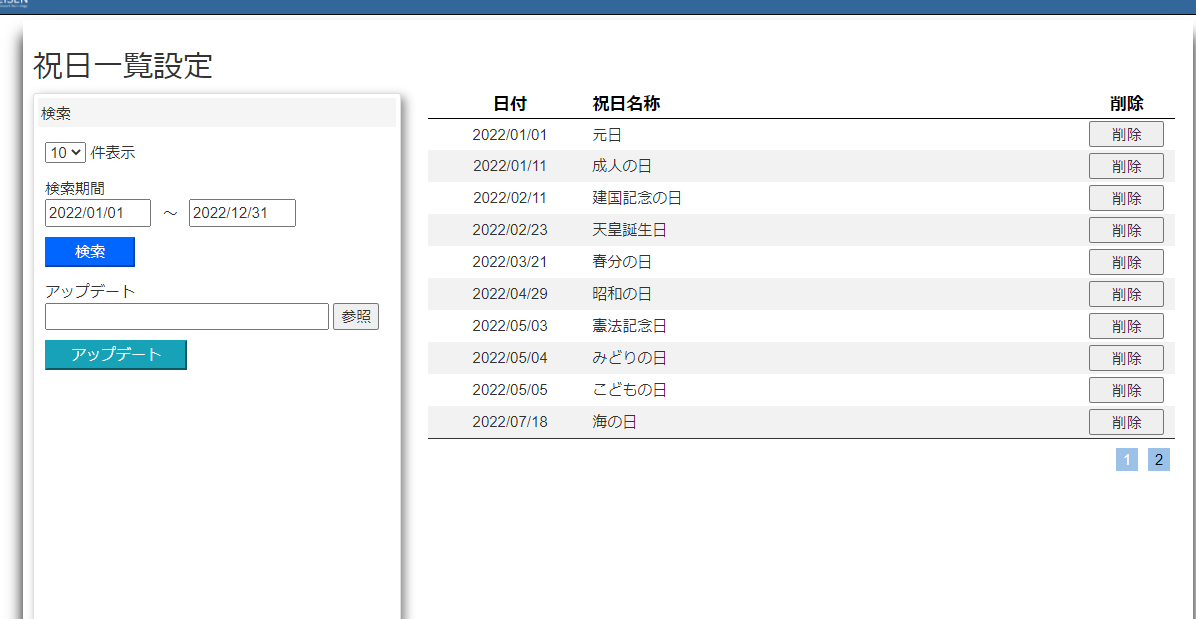 祝日一覧設定
検索
10 件表示
検索期間
2022/01/01 ～ 2022/12/31
検索
アップデート
参照
アップデート
日付 祝日名称 削除
2022/01/01 元日 削除
2022/01/11 成人の日 削除
2022/02/11 建国記念の日 削除
2022/02/23 天皇誕生日 削除
2022/03/21 春分の日 削除
2022/04/29 昭和の日 削除
2022/05/03 憲法記念日 削除
2022/05/04 みどりの日 削除
2022/05/05 こどもの日 削除
2022/07/18 海の日 削除
1 2